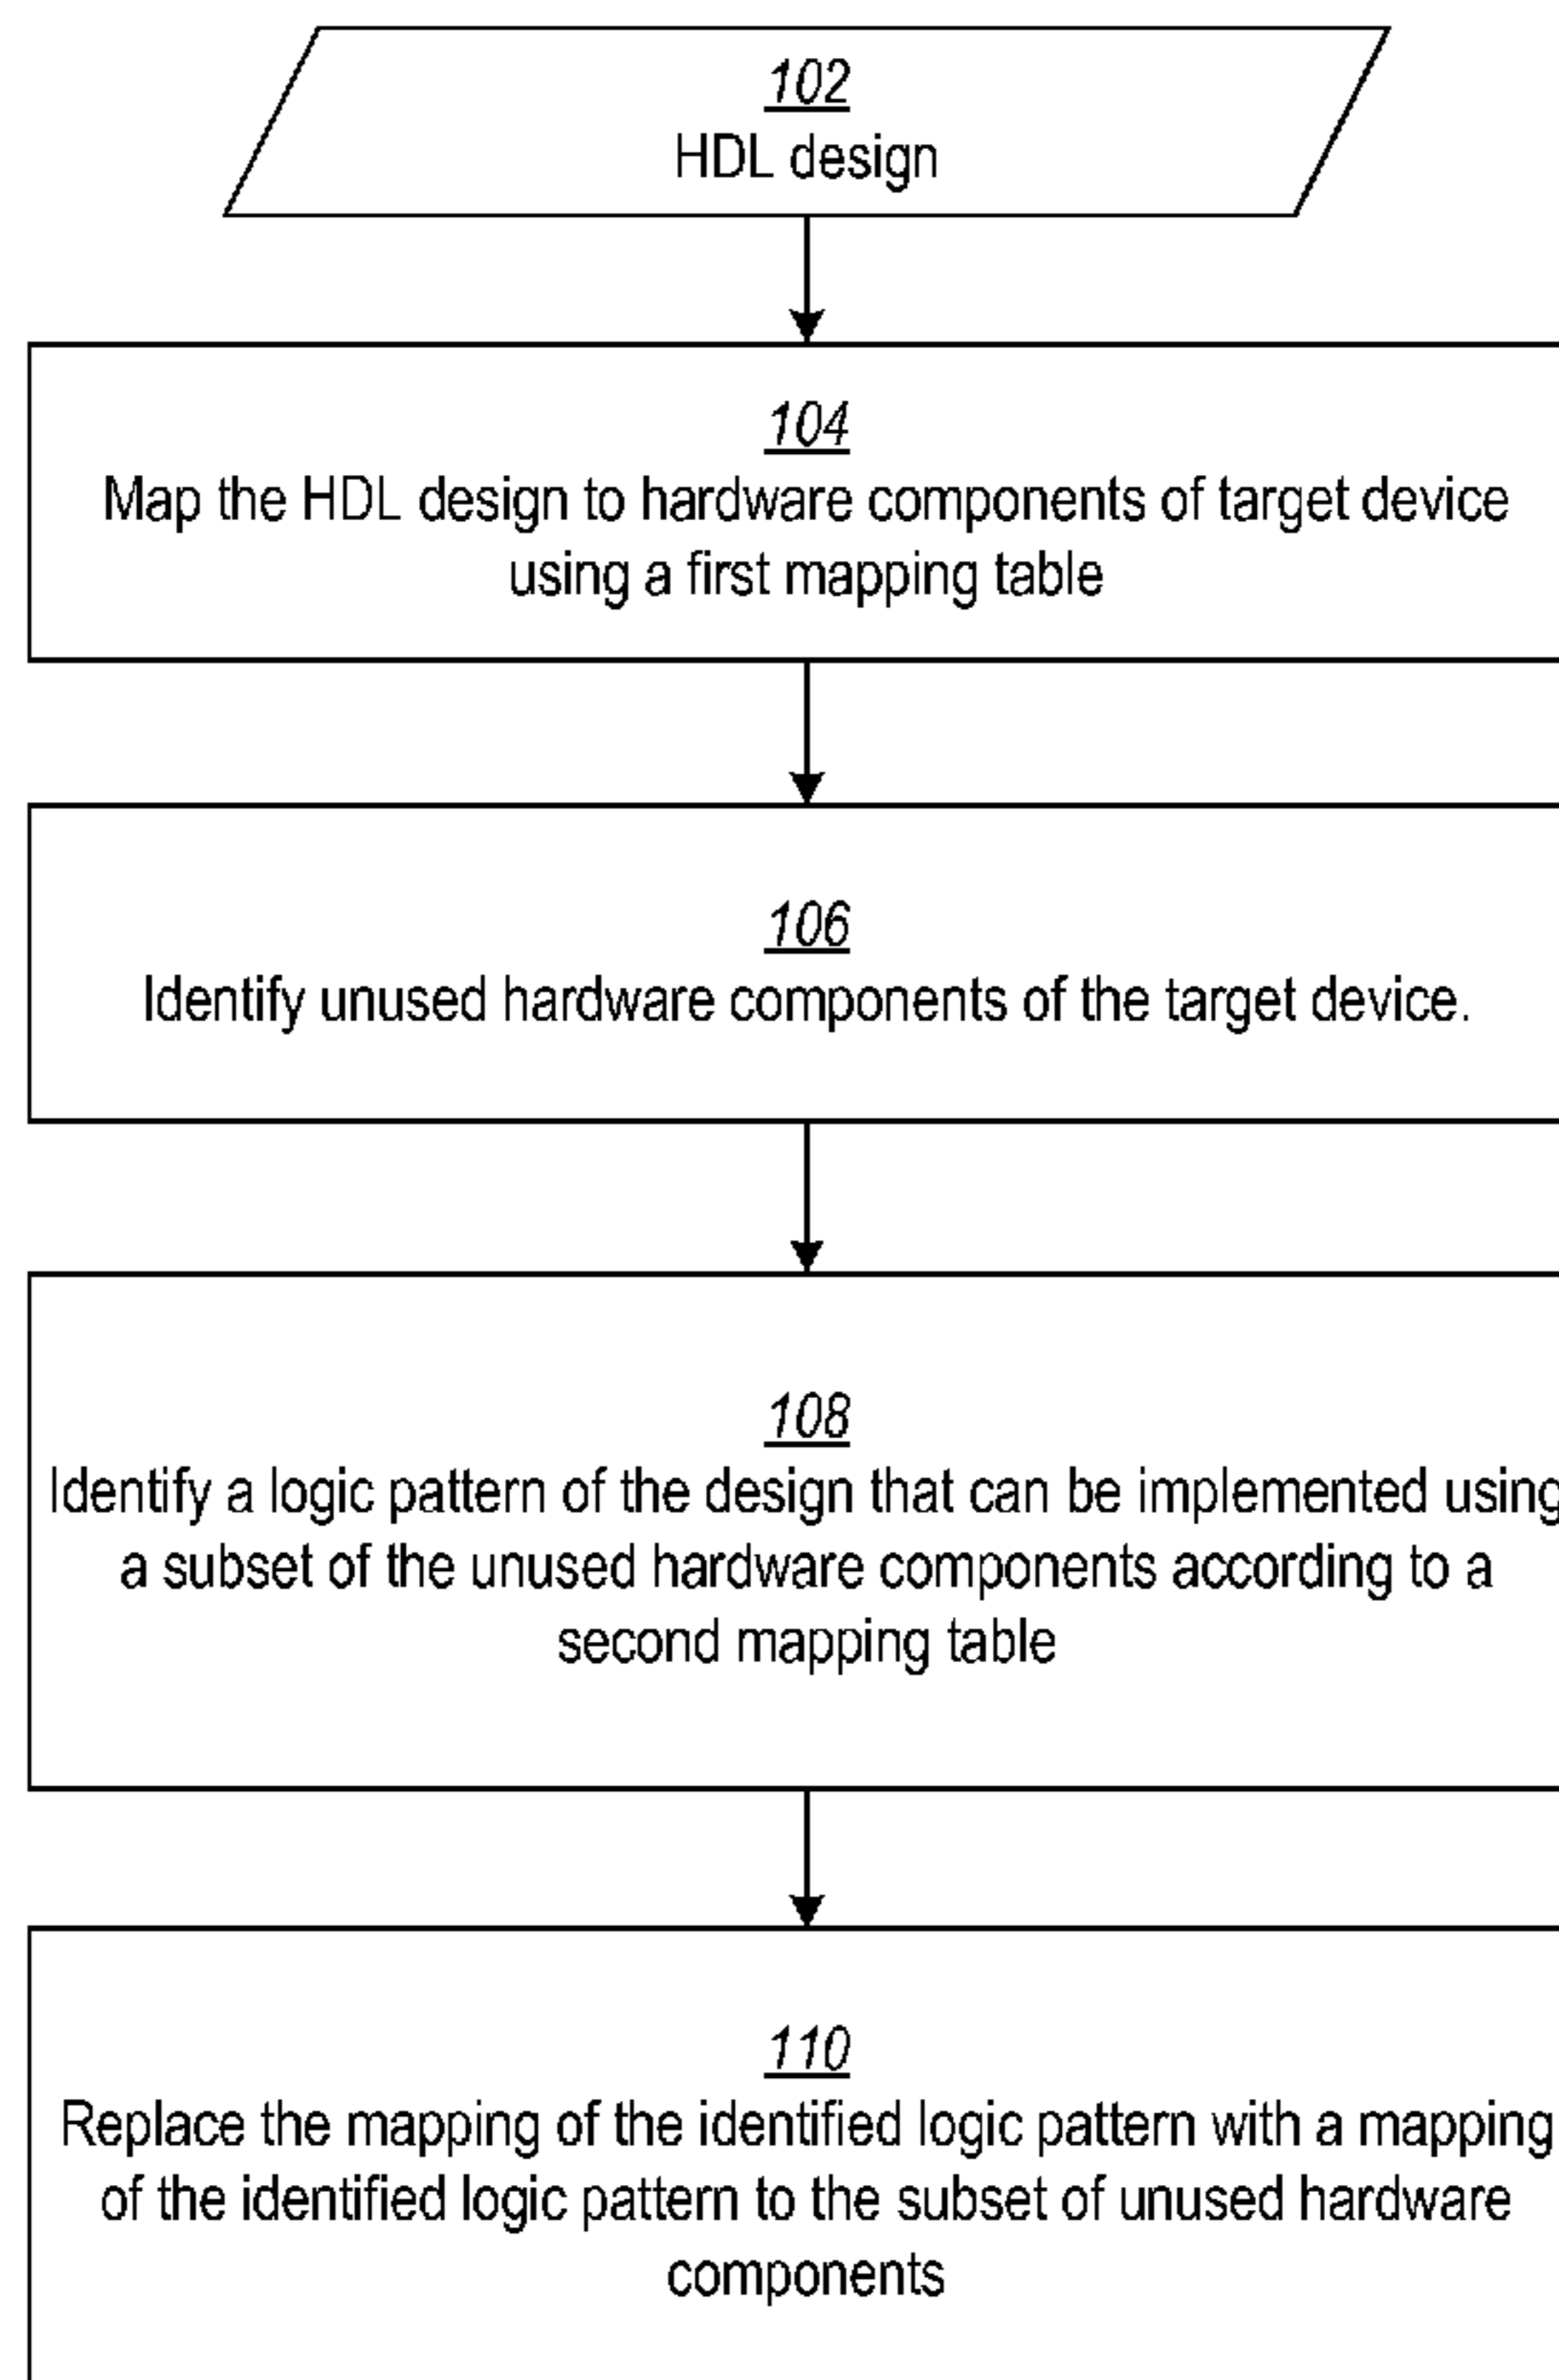 102
HDL design
104
Map the HDL design to hardware components of target device
using a first mapping table
106
Identify unused hardware components of the target device.
108
Identify a logic pattern of the design that can be implemented using
a subset of the unused hardware components according to a
second mapping table
110
Replace the mapping of the identified logic pattern with a mapping
of the identified logic pattern to the subset of unused hardware
components